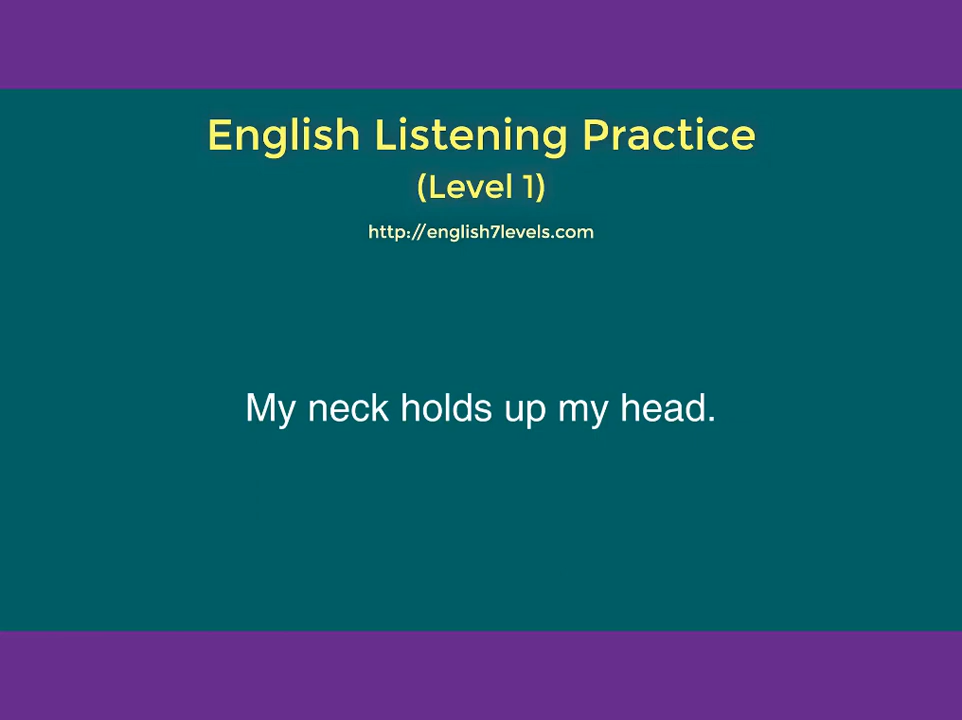 English Listening Practice
(Level 1)
http://english7levels.com
My neck holds up my head.